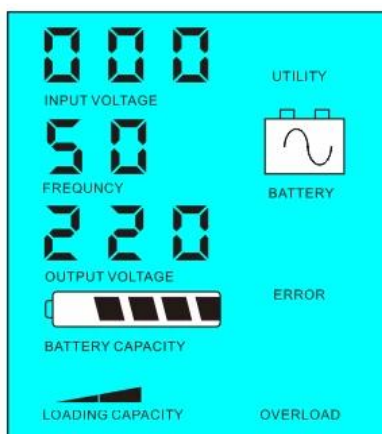 000
UTILITY
INPUT VOLTAGE
50
FREQUNCY
BATTERY
220
OUTPUT VOLTAGE
ERROR
BATTERY CAPACITY
LOADING CAPACITY
OVERLOAD